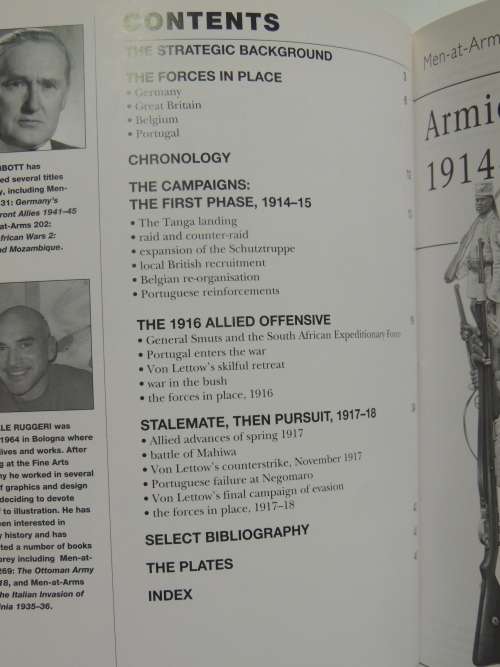 BBOTT has
ed several titles
y, including Men-
31: Germany's
ront Allies 1941–45
at-Arms 202:
African Wars 2:
nd Mozambique.
LE RUGGERI was
1964 in Bologna where
lives and works. After
g at the Fine Arts
ny he worked in several
of graphics and design
deciding to devote
f to illustration. He has
een interested in
y history and has
ted a number of books
prey including Men-at-
269: The Ottoman Army
18, and Men-at-Arms
The Italian Invasion of
inia 1935–36.
CONTENTS
THE STRATEGIC BACKGROUND
THE FORCES IN PLACE
• Germany
• Great Britain
• Belgium
• Portugal
CHRONOLOGY
THE CAMPAIGNS:
THE FIRST PHASE, 1914–15
• The Tanga landing
• raid and counter-raid
• expansion of the Schutztruppe
• local British recruitment
• Belgian re-organisation
• Portuguese reinforcements
THE 1916 ALLIED OFFENSIVE
• General Smuts and the South African Expeditionary Force
• Portugal enters the war
• Von Lettow's skilful retreat
• war in the bush
• the forces in place, 1916
STALEMATE, THEN PURSUIT, 1917–18
• Allied advances of spring 1917
• battle of Mahiwa
• Von Lettow's counterstrike, November 1917
• Portuguese failure at Negomaro
• Von Lettow's final campaign of evasion
• the forces in place, 1917–18
SELECT BIBLIOGRAPHY
THE PLATES
INDEX
3
Men-at-Arm
Armie
1914